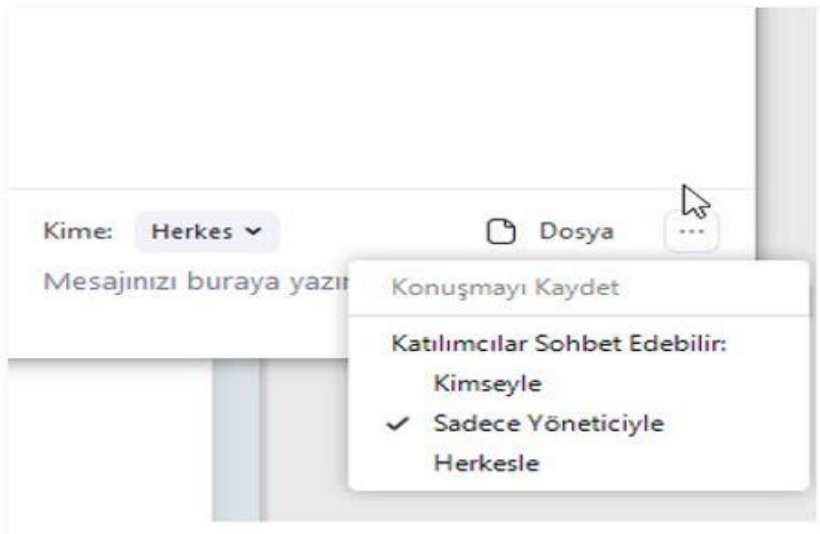 Kime: Herkes Dosya ...
Mesajınızı buraya yazın
Konuşmayı Kaydet
Katılımcılar Sohbet Edebilir:
Kimseyle
Sadece Yöneticiyle
Herkesle